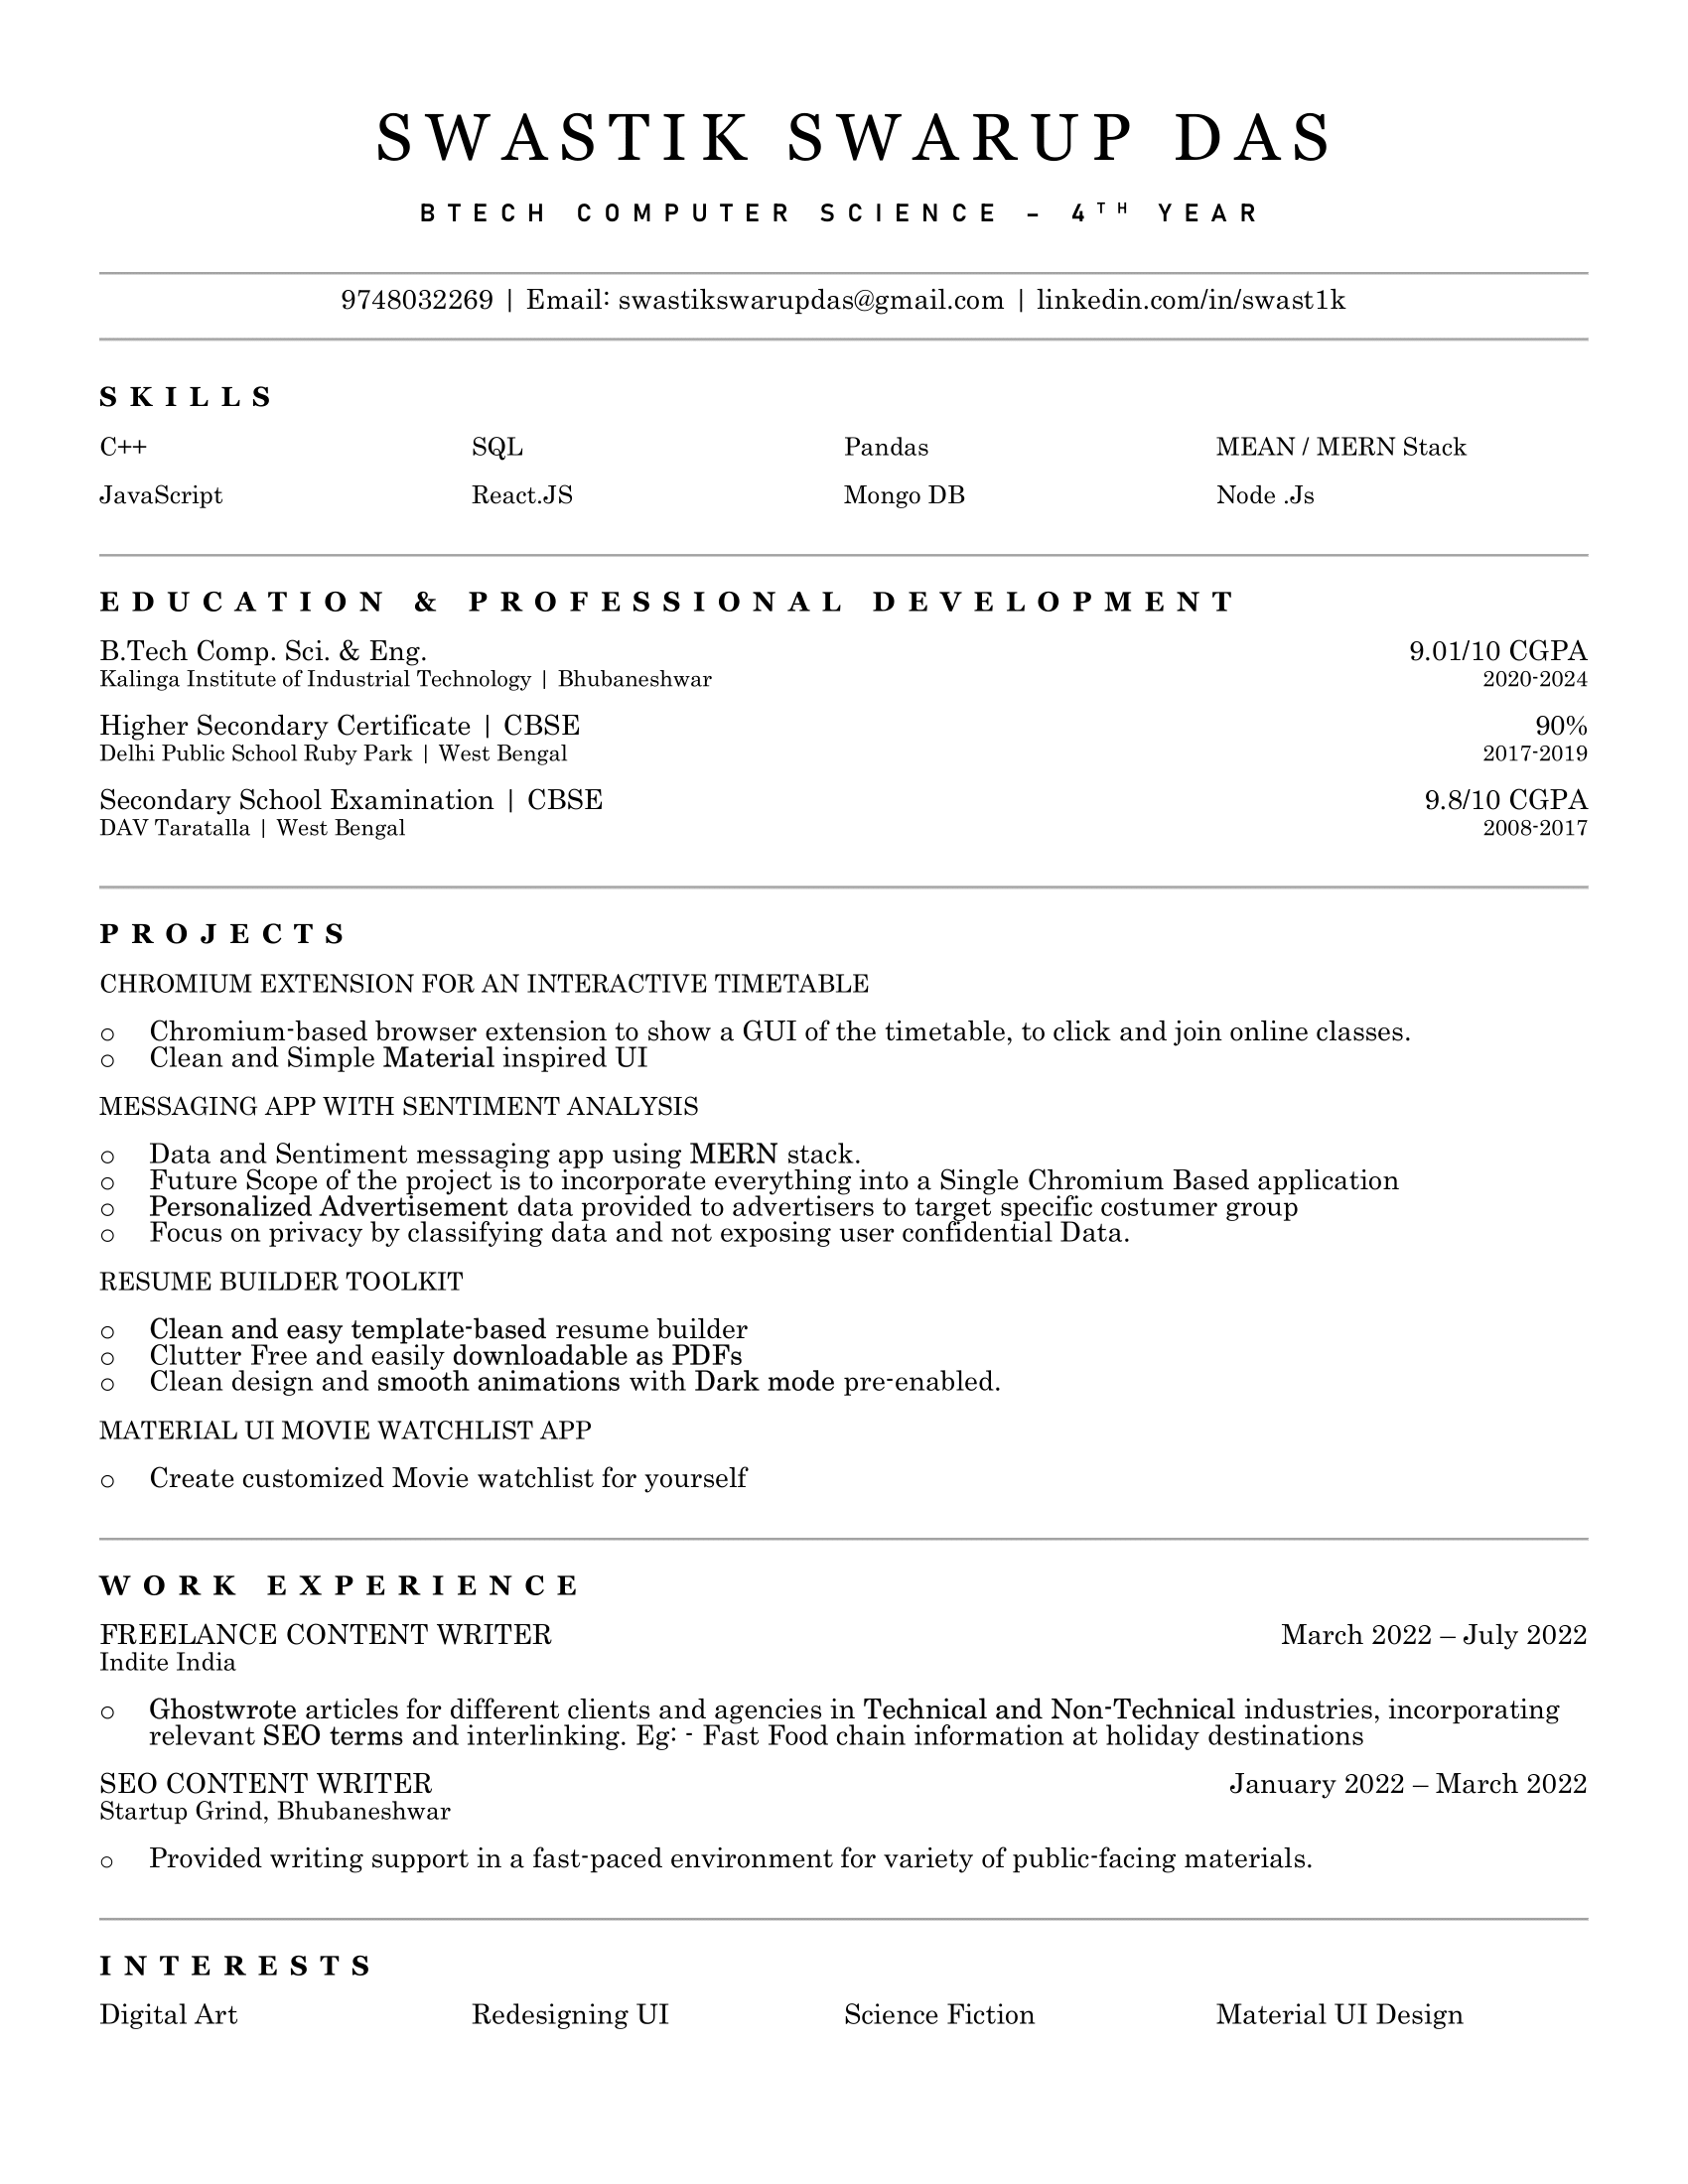 SWASTIK SWARUP DAS
BTECH COMPUTER SCIENCE – 4TH YEAR
9748032269 | Email: swastikswarupdas@gmail.com | linkedin.com/in/swast1k
SKILLS
C++ SQL Pandas MEAN / MERN Stack
JavaScript React.JS Mongo DB Node .Js
EDUCATION & PROFESSIONAL DEVELOPMENT
B.Tech Comp. Sci. & Eng. 9.01/10 CGPA
Kalinga Institute of Industrial Technology | Bhubaneshwar 2020-2024
Higher Secondary Certificate | CBSE 90%
Delhi Public School Ruby Park | West Bengal 2017-2019
Secondary School Examination | CBSE 9.8/10 CGPA
DAV Taratalla | West Bengal 2008-2017
PROJECTS
CHROMIUM EXTENSION FOR AN INTERACTIVE TIMETABLE
o Chromium-based browser extension to show a GUI of the timetable, to click and join online classes.
o Clean and Simple Material inspired UI
MESSAGING APP WITH SENTIMENT ANALYSIS
o Data and Sentiment messaging app using MERN stack.
o Future Scope of the project is to incorporate everything into a Single Chromium Based application
o Personalized Advertisement data provided to advertisers to target specific costumer group
o Focus on privacy by classifying data and not exposing user confidential Data.
RESUME BUILDER TOOLKIT
o Clean and easy template-based resume builder
o Clutter Free and easily downloadable as PDFs
o Clean design and smooth animations with Dark mode pre-enabled.
MATERIAL UI MOVIE WATCHLIST APP
o Create customized Movie watchlist for yourself
WORK EXPERIENCE
FREELANCE CONTENT WRITER March 2022 – July 2022
Indite India
o Ghostwrote articles for different clients and agencies in Technical and Non-Technical industries, incorporating
relevant SEO terms and interlinking. Eg: - Fast Food chain information at holiday destinations
SEO CONTENT WRITER January 2022 – March 2022
Startup Grind, Bhubaneshwar
o Provided writing support in a fast-paced environment for variety of public-facing materials.
INTERESTS
Digital Art Redesigning UI Science Fiction Material UI Design